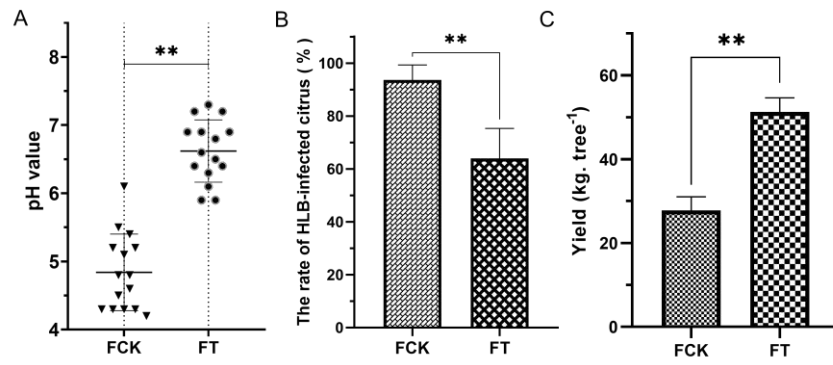 A
**
pH value
8
7
6
5
4
FCK FT
B
**
The rate of HLB-infected citrus ( % )
100
80
60
40
20
0
FCK FT
C
**
Yield (kg. tree⁻¹)
60
40
20
0
FCK FT